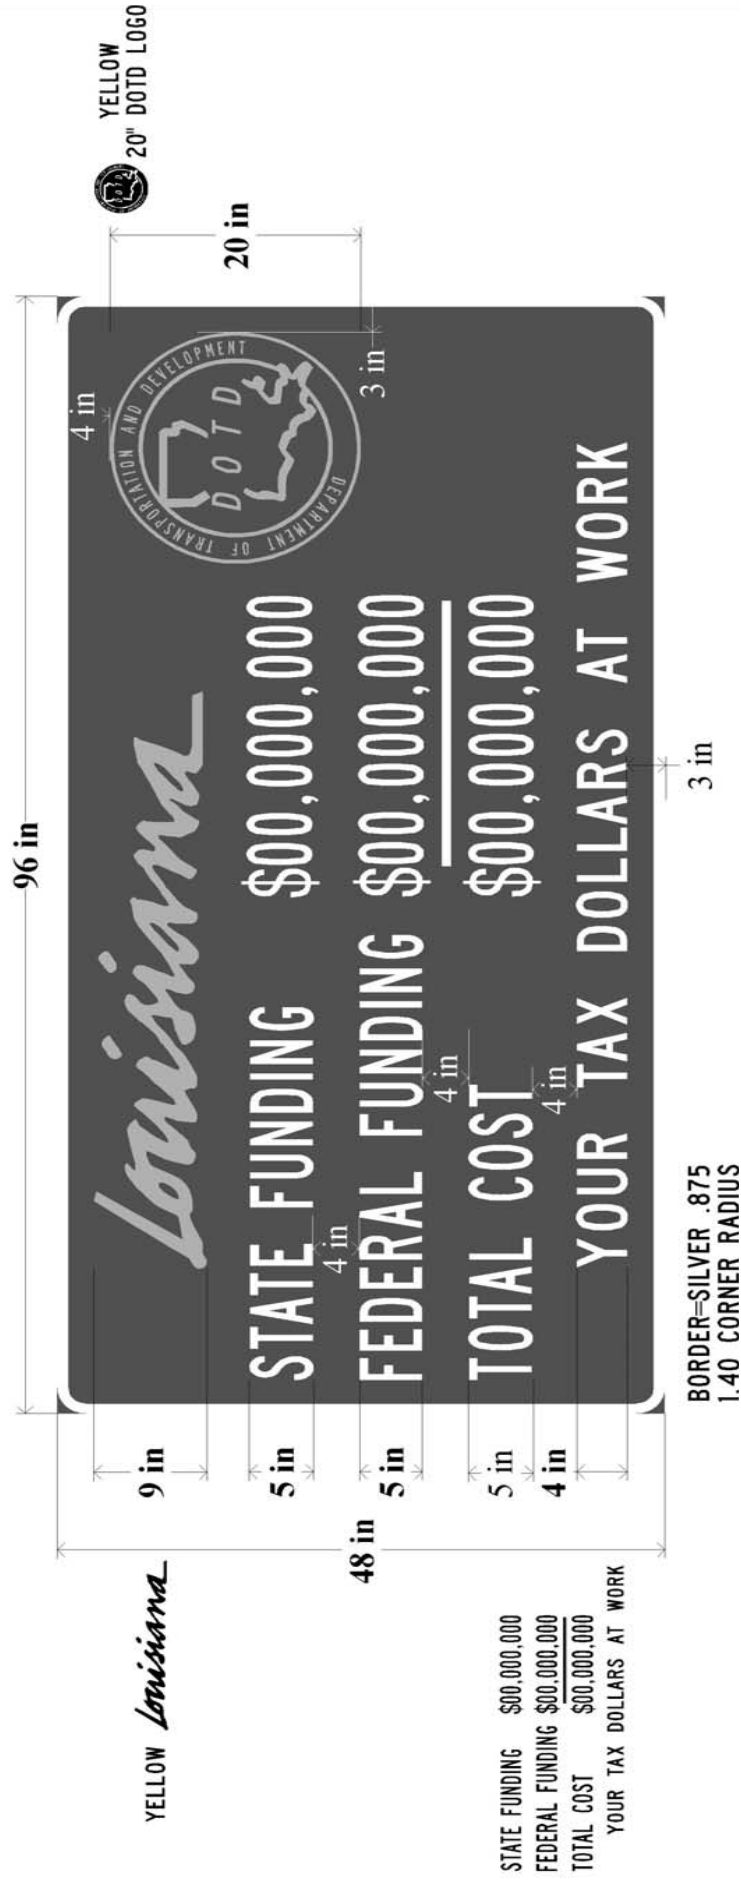 96 in
YELLOW
20" DOTD LOGO
YELLOW Louisiana
9 in
Louisiana
4 in
DEPARTMENT OF TRANSPORTATION AND DEVELOPMENT
DOTD
20 in
3 in
5 in
STATE FUNDING $00,000,000
4 in
48 in
5 in
FEDERAL FUNDING $00,000,000
4 in
5 in
TOTAL COST $00,000,000
4 in
4 in
YOUR TAX DOLLARS AT WORK
3 in
STATE FUNDING $00,000,000
FEDERAL FUNDING $00,000,000
TOTAL COST $00,000,000
YOUR TAX DOLLARS AT WORK
BORDER=SILVER .875
1.40 CORNER RADIUS